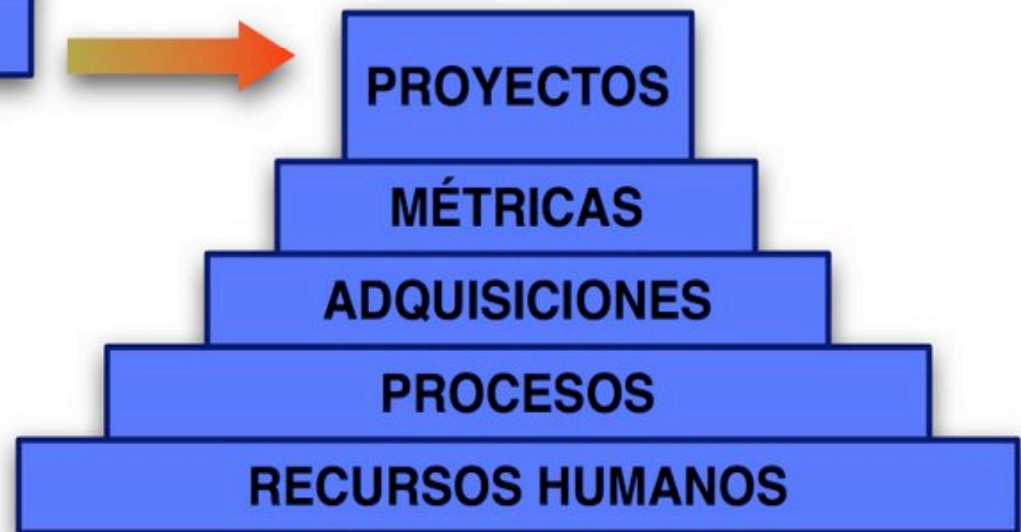 PROYECTOS
MÉTRICAS
ADQUISICIONES
PROCESOS
RECURSOS HUMANOS